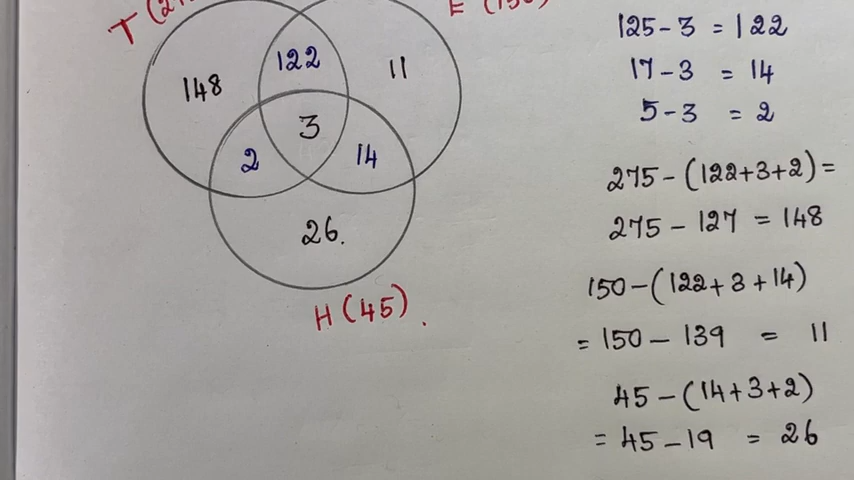 T
125 - 3 = 122
17 - 3 = 14
5 - 3 = 2
148
122
11
3
2
14
26.
H (45).
275 - (122+3+2) =
275 - 127 = 148
150 - (122+3+14)
= 150 - 139 = 11
45 - (14+3+2)
= 45 - 19 = 26